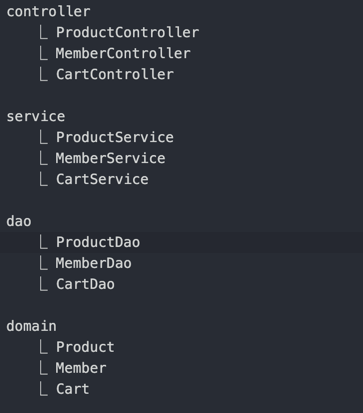 controller
⎿ ProductController
⎿ MemberController
⎿ CartController
service
⎿ ProductService
⎿ MemberService
⎿ CartService
dao
⎿ ProductDao
⎿ MemberDao
⎿ CartDao
domain
⎿ Product
⎿ Member
⎿ Cart